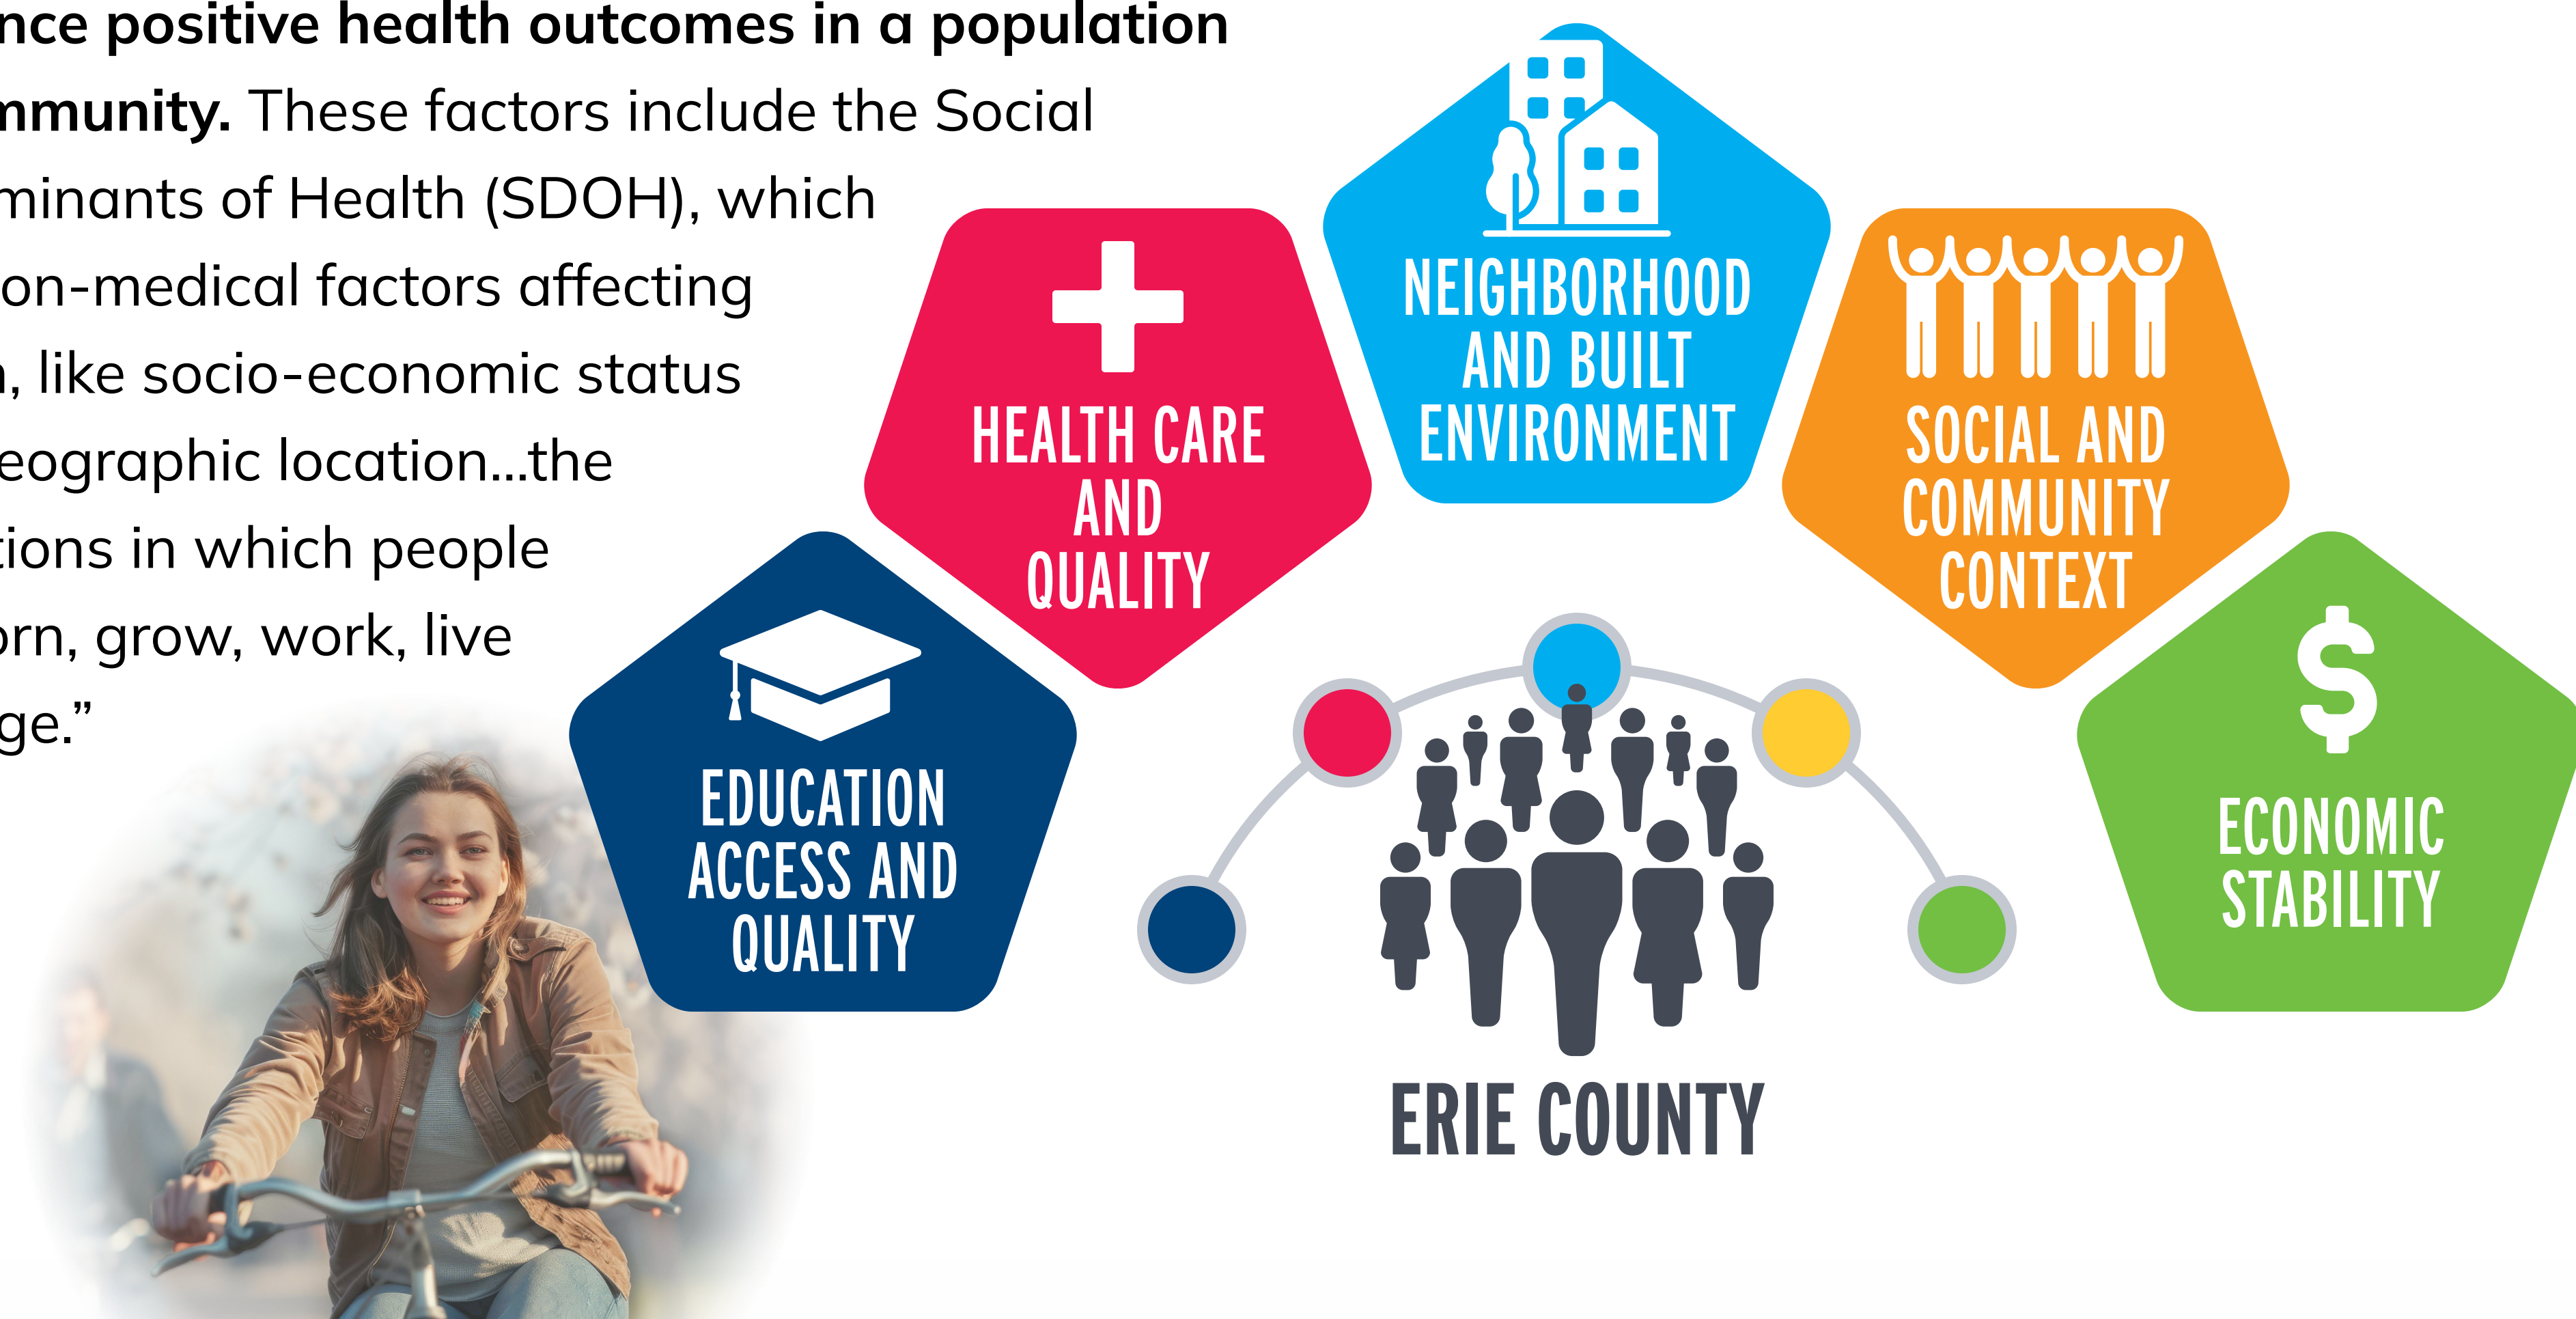 nce positive health outcomes in a population
mmunity. These factors include the Social
minants of Health (SDOH), which
on-medical factors affecting
, like socio-economic status
eographic location...the
tions in which people
orn, grow, work, live
ge.”
EDUCATION
ACCESS AND
QUALITY
HEALTH CARE
AND
QUALITY
NEIGHBORHOOD
AND BUILT
ENVIRONMENT
SOCIAL AND
COMMUNITY
CONTEXT
ECONOMIC
STABILITY
ERIE COUNTY